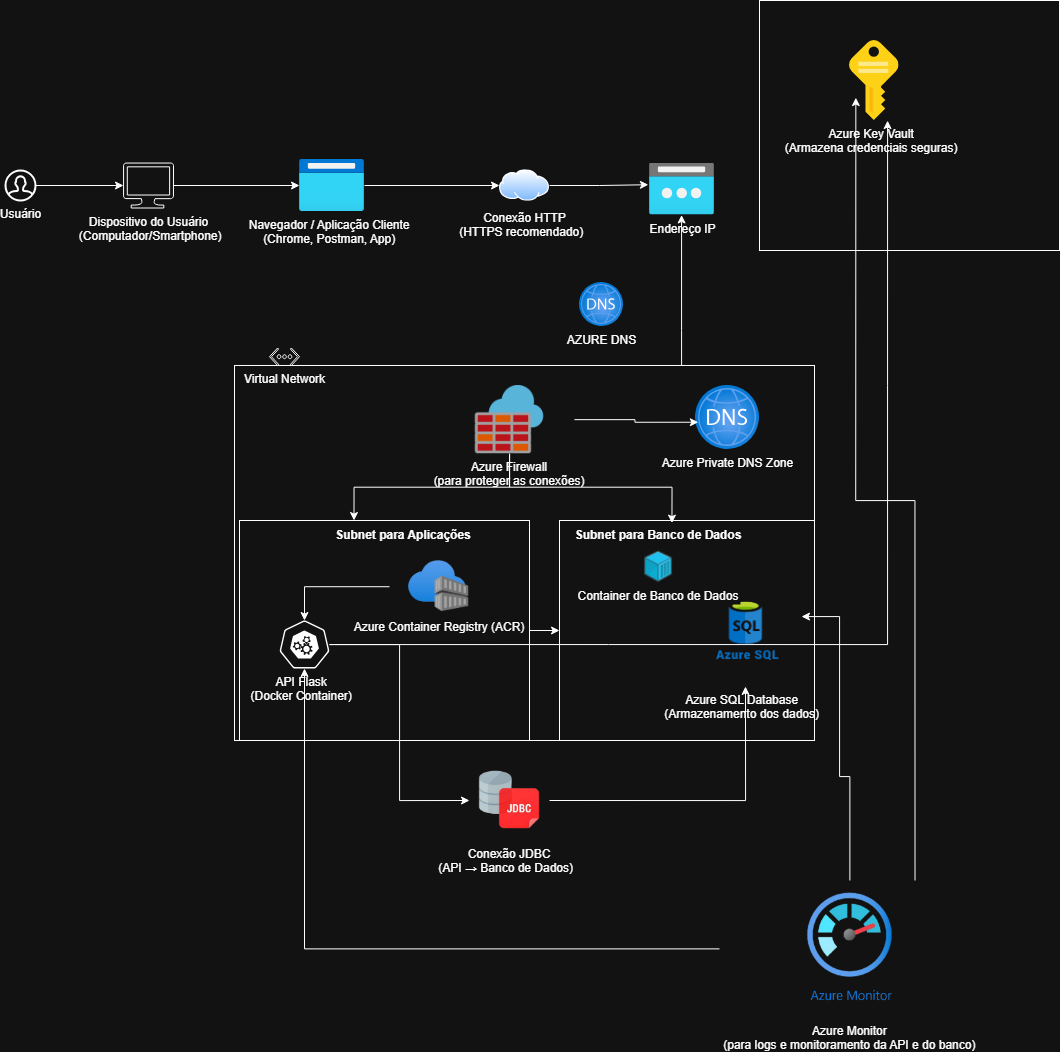 Azure Key Vault
(Armazena credenciais seguras)
Usuário
Dispositivo do Usuário
(Computador/Smartphone)
Navegador / Aplicação Cliente
(Chrome, Postman, App)
Conexão HTTP
(HTTPS recomendado)
Endereço IP
DNS
AZURE DNS
Virtual Network
DNS
Azure Firewall
(para proteger as conexões)
Azure Private DNS Zone
Subnet para Aplicações
Subnet para Banco de Dados
Container de Banco de Dados
Azure Container Registry (ACR)
SQL
Azure SQL
API Flask
(Docker Container)
Azure SQL Database
(Armazenamento dos dados)
JDBC
Conexão JDBC
(API → Banco de Dados)
Azure Monitor
Azure Monitor
(para logs e monitoramento da API e do banco)